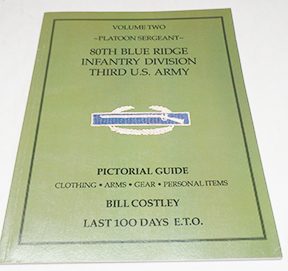 VOLUME TWO
~PLATOON SERGEANT~
80TH BLUE RIDGE
INFANTRY DIVISION
THIRD U.S. ARMY
PICTORIAL GUIDE
CLOTHING • ARMS • GEAR • PERSONAL ITEMS
BILL COSTLEY
LAST 100 DAYS E.T.O.